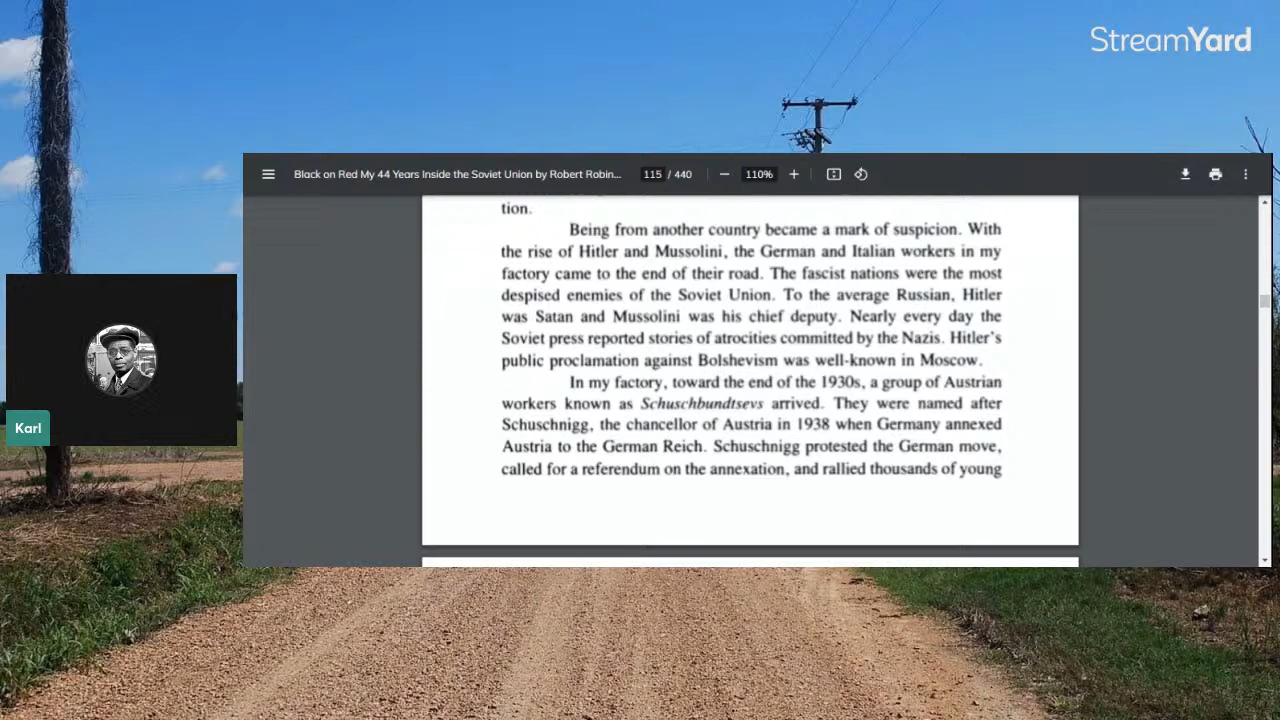 StreamYard
Black on Red My 44 Years Inside the Soviet Union by Robert Robin...
115 / 440
110%
tion.
Being from another country became a mark of suspicion. With
the rise of Hitler and Mussolini, the German and Italian workers in my
factory came to the end of their road. The fascist nations were the most
despised enemies of the Soviet Union. To the average Russian, Hitler
was Satan and Mussolini was his chief deputy. Nearly every day the
Soviet press reported stories of atrocities committed by the Nazis. Hitler's
public proclamation against Bolshevism was well-known in Moscow.
In my factory, toward the end of the 1930s, a group of Austrian
workers known as Schuschbundtsevs arrived. They were named after
Schuschnigg, the chancellor of Austria in 1938 when Germany annexed
Austria to the German Reich. Schuschnigg protested the German move,
called for a referendum on the annexation, and rallied thousands of young
Karl